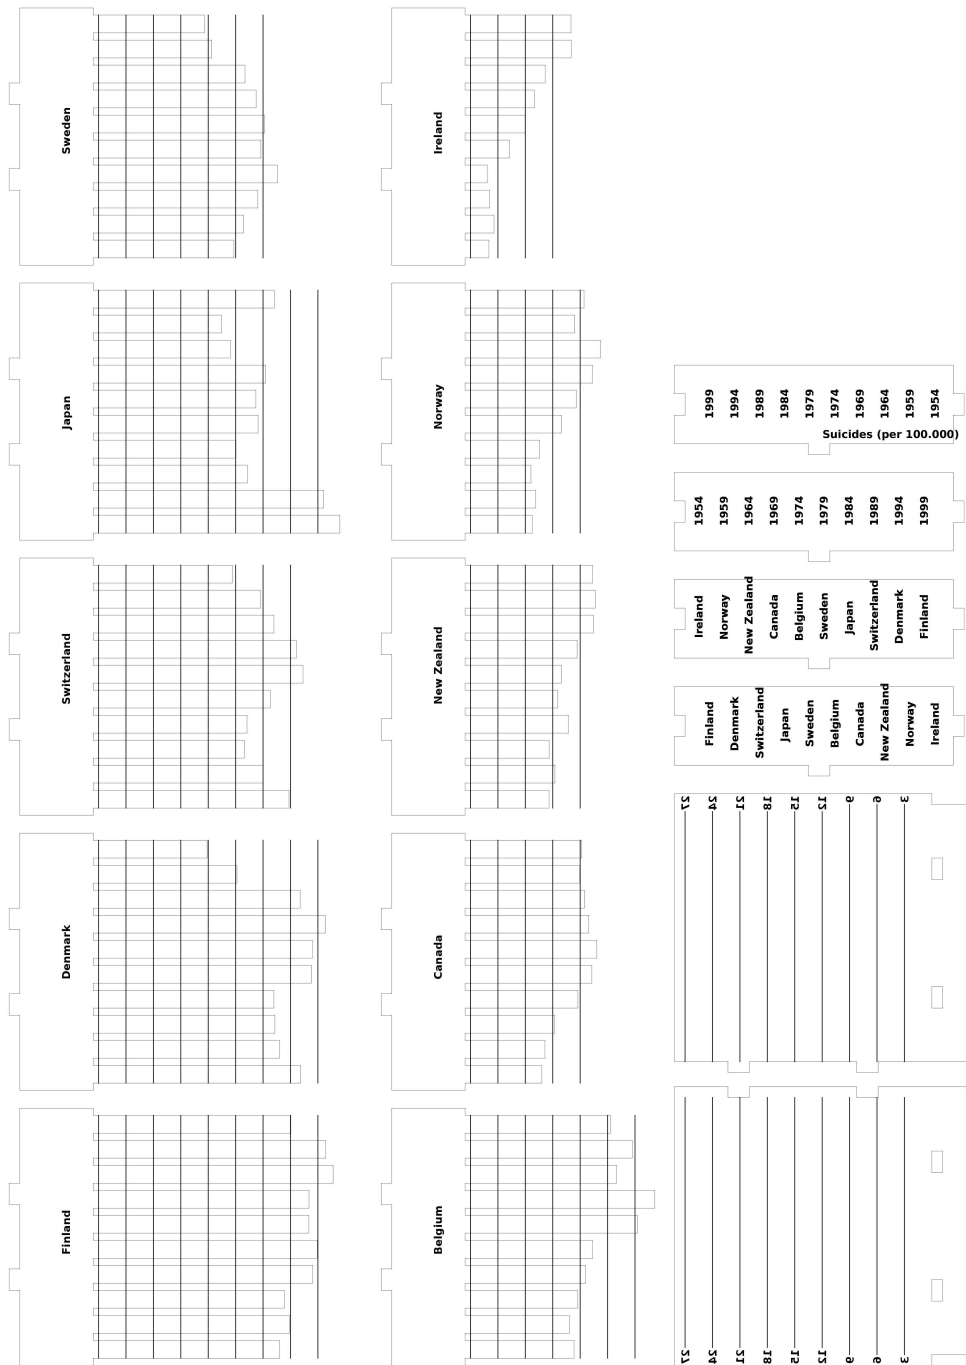 Sweden
Japan
Switzerland
Denmark
Finland
Ireland
Norway
New Zealand
Canada
Belgium
1999 1994 1989 1984 1979 1974 1969 1964 1959 1954
Suicides (per 100.000)
1954 1959 1964 1969 1974 1979 1984 1989 1994 1999
Ireland Norway New Zealand Canada Belgium Sweden Japan Switzerland Denmark Finland
Finland Denmark Switzerland Japan Sweden Belgium Canada New Zealand Norway Ireland
27 24 21 18 15 12 9 6 3
27 24 21 18 15 12 9 6 3